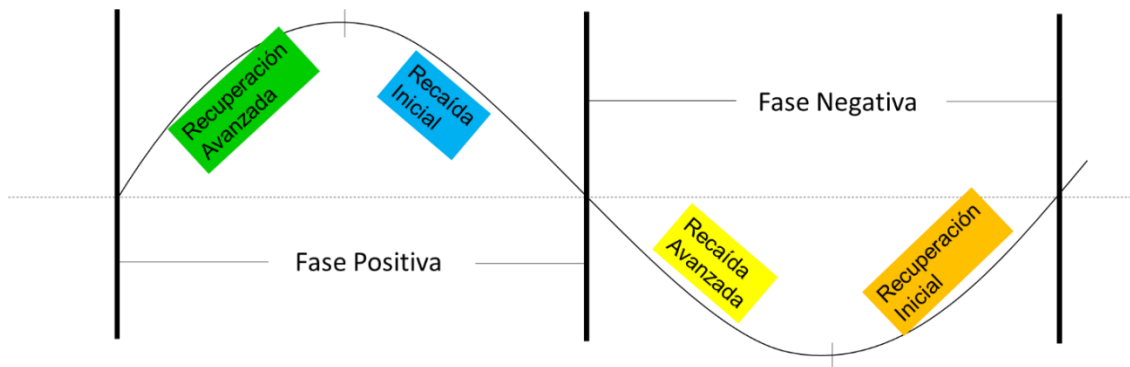 Recuperación
Avanzada
Recaída
Inicial
Fase Negativa
Fase Positiva
Recaída
Avanzada
Recuperación
Inicial